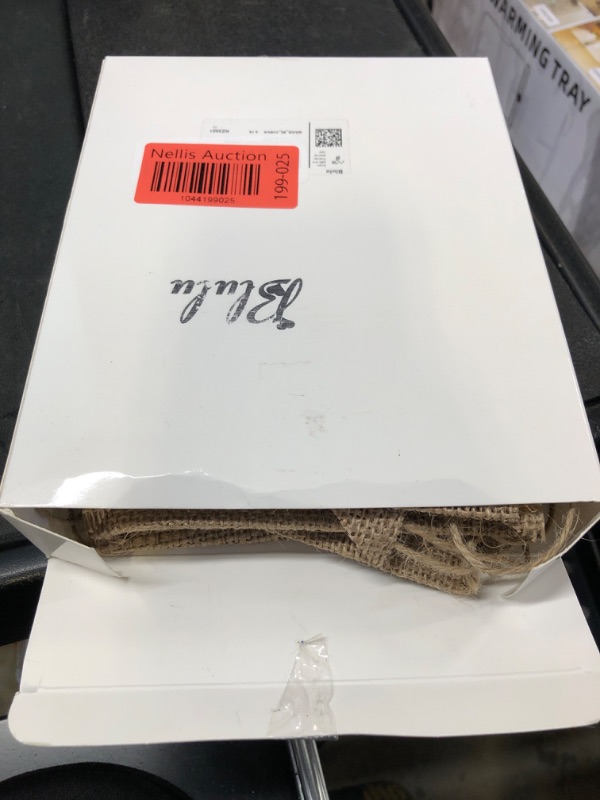 WARMING TRAY
Nellis Auction
1044199025
199-025
Blulu